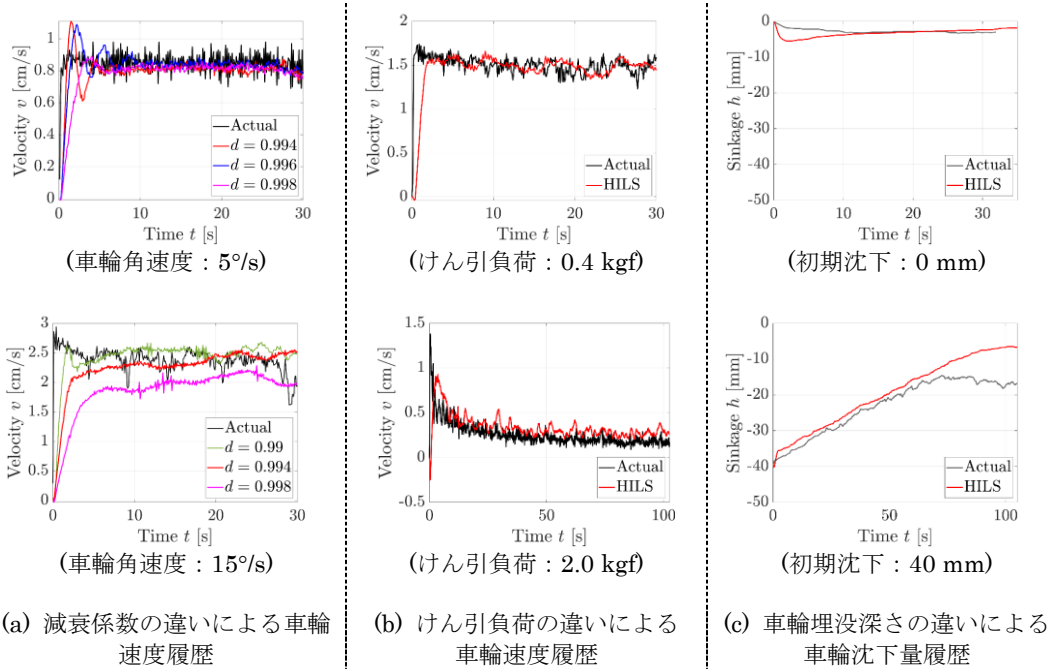 Velocity v [cm/s]
1
0.8
0.6
0.4
0.2
0
Actual
d = 0.994
d = 0.996
d = 0.998
0 10 20 30
Time t [s]
(車輪角速度：5°/s)
Velocity v [cm/s]
3
2.5
2
1.5
1
0.5
0
Actual
d = 0.99
d = 0.994
d = 0.998
0 10 20 30
Time t [s]
(車輪角速度：15°/s)
(a) 減衰係数の違いによる車輪
速度履歴
Velocity v [cm/s]
2
1.5
1
0.5
0
Actual
HILS
0 10 20 30
Time t [s]
(けん引負荷：0.4 kgf)
Velocity v [cm/s]
1.5
1
0.5
0
-0.5
Actual
HILS
0 50 100
Time t [s]
(けん引負荷：2.0 kgf)
(b) けん引負荷の違いによる
車輪速度履歴
Sinkage h [mm]
0
-10
-20
-30
-40
-50
Actual
HILS
0 10 20 30
Time t [s]
(初期沈下：0 mm)
Sinkage h [mm]
0
-10
-20
-30
-40
-50
Actual
HILS
0 50 100
Time t [s]
(初期沈下：40 mm)
(c) 車輪埋没深さの違いによる
車輪沈下量履歴